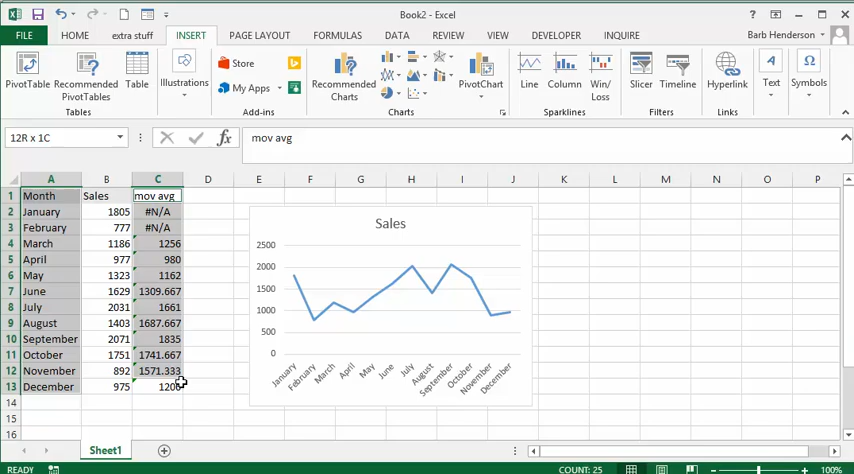 Book2 - Excel
FILE HOME extra stuff INSERT PAGE LAYOUT FORMULAS DATA REVIEW VIEW DEVELOPER INQUIRE Barb Henderson
PivotTable Recommended PivotTables Table Illustrations Store My Apps Recommended Charts PivotChart Line Column Win/Loss Slicer Timeline Hyperlink Text Symbols
Tables Add-ins Charts Sparklines Filters Links
12R x 1C fx mov avg
A B C D E F G H I J K L M N O P
1 Month Sales mov avg
2 January 1805 #N/A
3 February 777 #N/A
4 March 1186 1256
5 April 977 980
6 May 1323 1162
7 June 1629 1309.667
8 July 2031 1661
9 August 1403 1687.667
10 September 2071 1835
11 October 1751 1741.667
12 November 892 1571.333
13 December 975
14
15
16
Sales
2500
2000
1500
1000
500
0
January February March April May June July August September October November December
Sheet1
READY COUNT: 25 100%